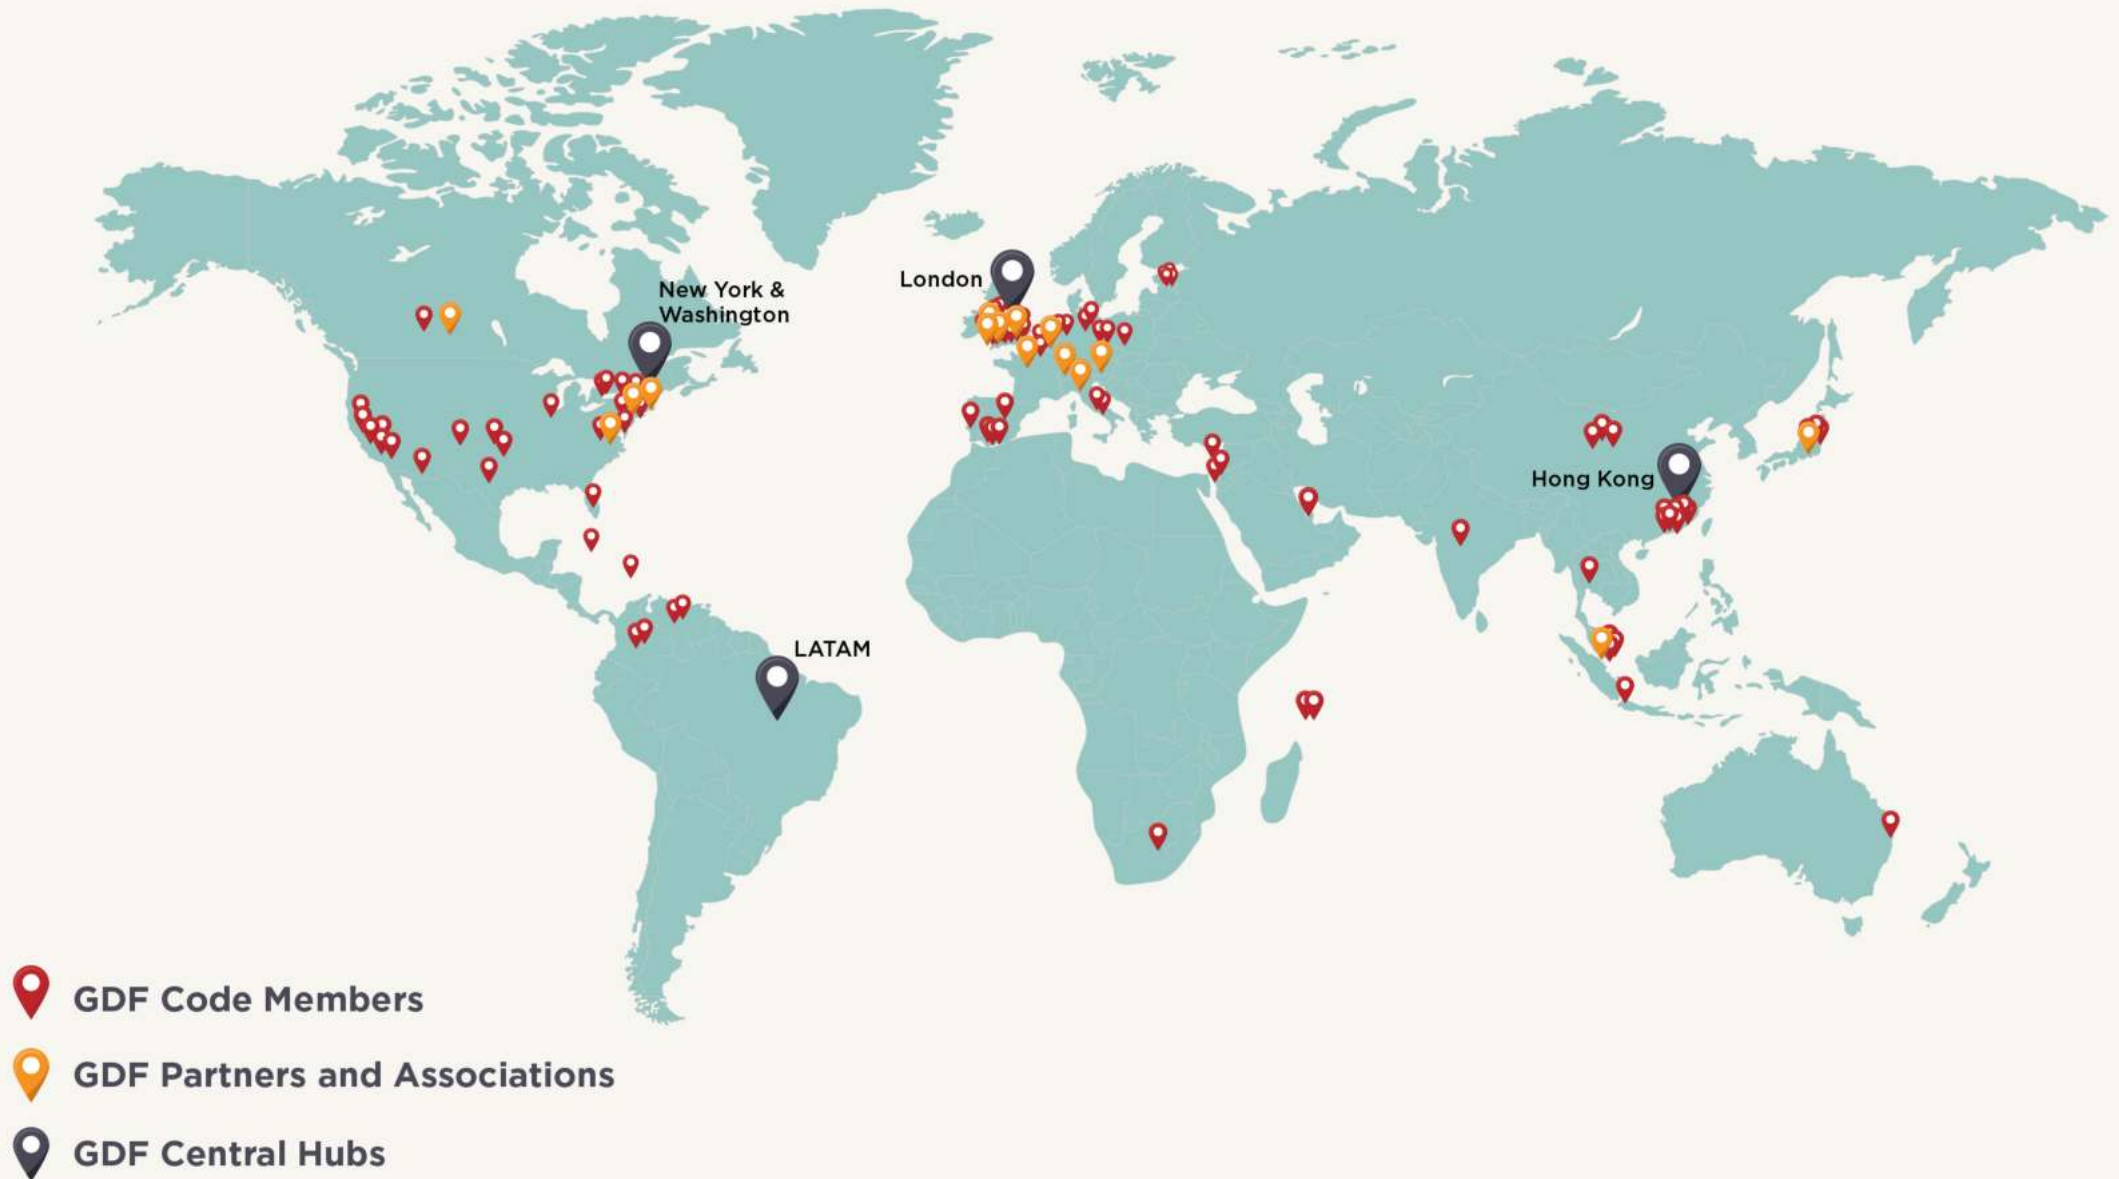 London
New York &
Washington
Hong Kong
LATAM
GDF Code Members
GDF Partners and Associations
GDF Central Hubs